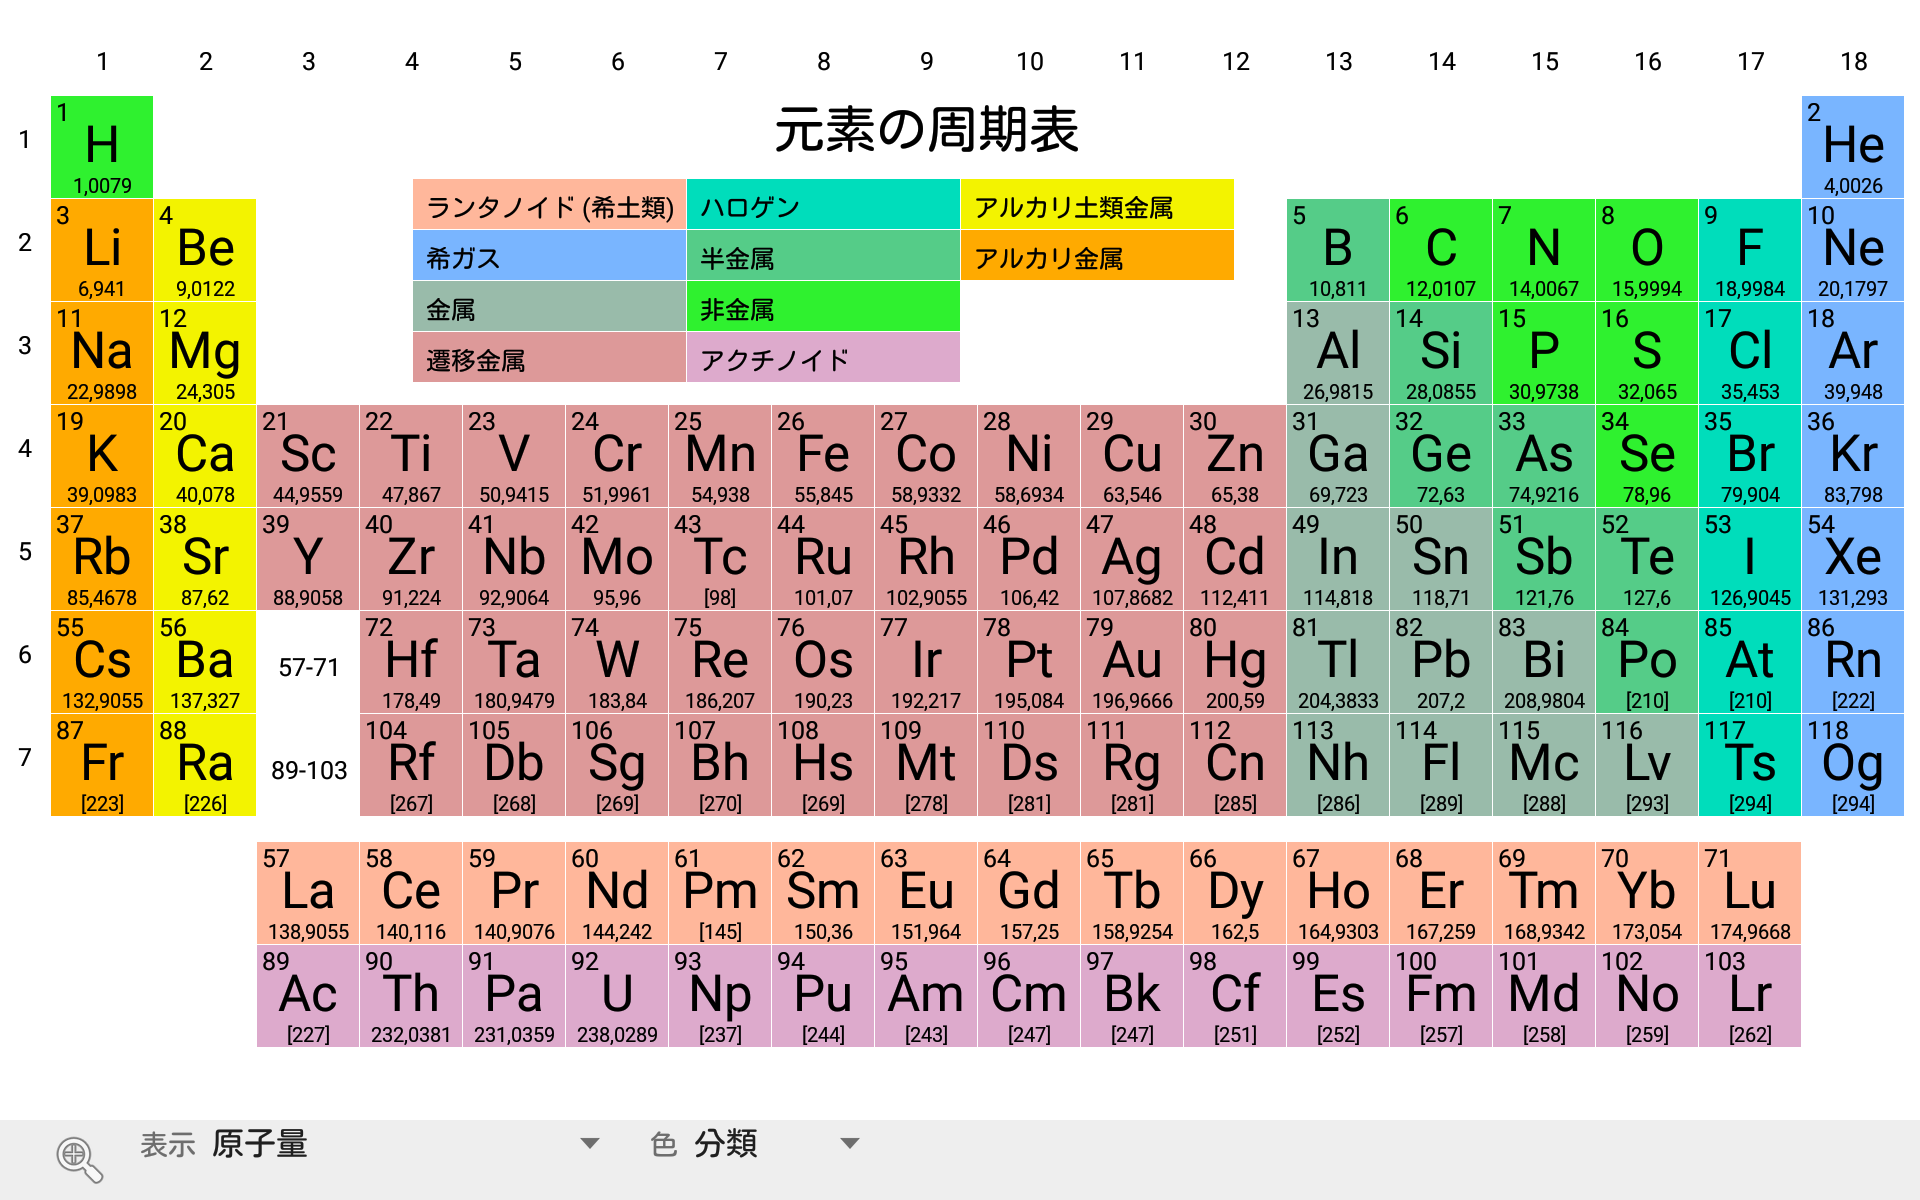 1 2 3 4 5 6 7 8 9 10 11 12 13 14 15 16 17 18
元素の周期表
1
1 H 1,0079
2 He 4,0026
ランタノイド (希土類) ハロゲン アルカリ土類金属
希ガス 半金属 アルカリ金属
金属 非金属
遷移金属 アクチノイド
2
3 Li 6,941
4 Be 9,0122
5 B 10,811
6 C 12,0107
7 N 14,0067
8 O 15,9994
9 F 18,9984
10 Ne 20,1797
3
11 Na 22,9898
12 Mg 24,305
13 Al 26,9815
14 Si 28,0855
15 P 30,9738
16 S 32,065
17 Cl 35,453
18 Ar 39,948
4
19 K 39,0983
20 Ca 40,078
21 Sc 44,9559
22 Ti 47,867
23 V 50,9415
24 Cr 51,9961
25 Mn 54,938
26 Fe 55,845
27 Co 58,9332
28 Ni 58,6934
29 Cu 63,546
30 Zn 65,38
31 Ga 69,723
32 Ge 72,63
33 As 74,9216
34 Se 78,96
35 Br 79,904
36 Kr 83,798
5
37 Rb 85,4678
38 Sr 87,62
39 Y 88,9058
40 Zr 91,224
41 Nb 92,9064
42 Mo 95,96
43 Tc [98]
44 Ru 101,07
45 Rh 102,9055
46 Pd 106,42
47 Ag 107,8682
48 Cd 112,411
49 In 114,818
50 Sn 118,71
51 Sb 121,76
52 Te 127,6
53 I 126,9045
54 Xe 131,293
6
55 Cs 132,9055
56 Ba 137,327
57-71
72 Hf 178,49
73 Ta 180,9479
74 W 183,84
75 Re 186,207
76 Os 190,23
77 Ir 192,217
78 Pt 195,084
79 Au 196,9666
80 Hg 200,59
81 Tl 204,3833
82 Pb 207,2
83 Bi 208,9804
84 Po [210]
85 At [210]
86 Rn [222]
7
87 Fr [223]
88 Ra [226]
89-103
104 Rf [267]
105 Db [268]
106 Sg [269]
107 Bh [270]
108 Hs [269]
109 Mt [278]
110 Ds [281]
111 Rg [281]
112 Cn [285]
113 Nh [286]
114 Fl [289]
115 Mc [288]
116 Lv [293]
117 Ts [294]
118 Og [294]
57 La 138,9055
58 Ce 140,116
59 Pr 140,9076
60 Nd 144,242
61 Pm [145]
62 Sm 150,36
63 Eu 151,964
64 Gd 157,25
65 Tb 158,9254
66 Dy 162,5
67 Ho 164,9303
68 Er 167,259
69 Tm 168,9342
70 Yb 173,054
71 Lu 174,9668
89 Ac [227]
90 Th 232,0381
91 Pa 231,0359
92 U 238,0289
93 Np [237]
94 Pu [244]
95 Am [243]
96 Cm [247]
97 Bk [247]
98 Cf [251]
99 Es [252]
100 Fm [257]
101 Md [258]
102 No [259]
103 Lr [262]
表示 原子量 色 分類